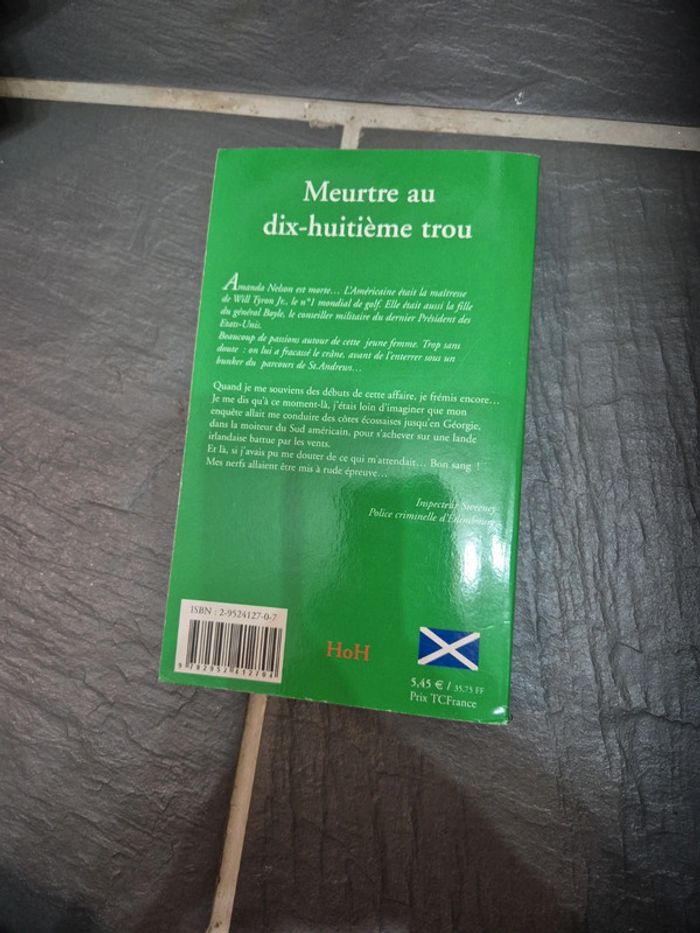 Meurtre au
dix-huitième trou
Amanda Nelson est morte... L'Américaine était la maîtresse
de Will Tyron Jr., le n°1 mondial de golf. Elle était aussi la fille
du général Boyle, le conseiller militaire du dernier Président des
Etats-Unis.
Beaucoup de passions autour de cette jeune femme. Trop sans
doute : on lui a fracassé le crâne, avant de l'enterrer sous un
bunker du parcours de St.Andrews...
Quand je me souviens des débuts de cette affaire, je frémis encore...
Je me dis qu'à ce moment-là, j'étais loin d'imaginer que mon
enquête allait me conduire des côtes écossaises jusqu'en Géorgie,
dans la moiteur du Sud américain, pour s'achever sur une lande
irlandaise battue par les vents.
Et là, si j'avais pu me douter de ce qui m'attendait... Bon sang !
Mes nerfs allaient être mis à rude épreuve...
Inspecteur Sweeney
Police criminelle d'Edimbourg
ISBN : 2-9524127-0-7
9 782952 412704
HoH
5,45 € / 35,75 FF
Prix TCFrance